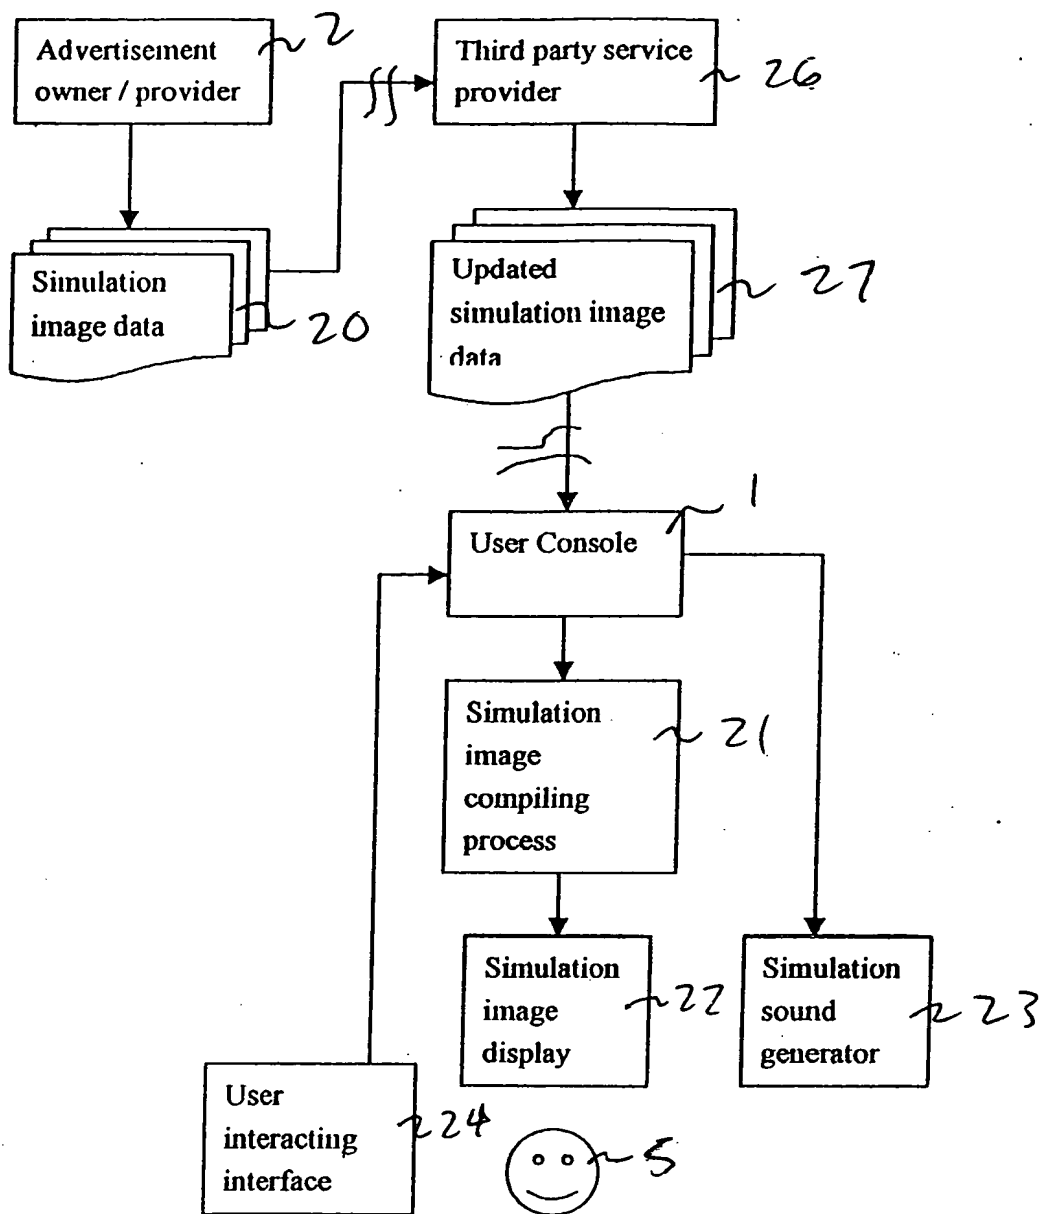 Advertisement
owner / provider
2
Third party service
provider
26
Simulation
image data
20
Updated
simulation image
data
27
User Console
1
Simulation
image
compiling
process
21
Simulation
image
display
22
Simulation
sound
generator
23
User
interacting
interface
24
5